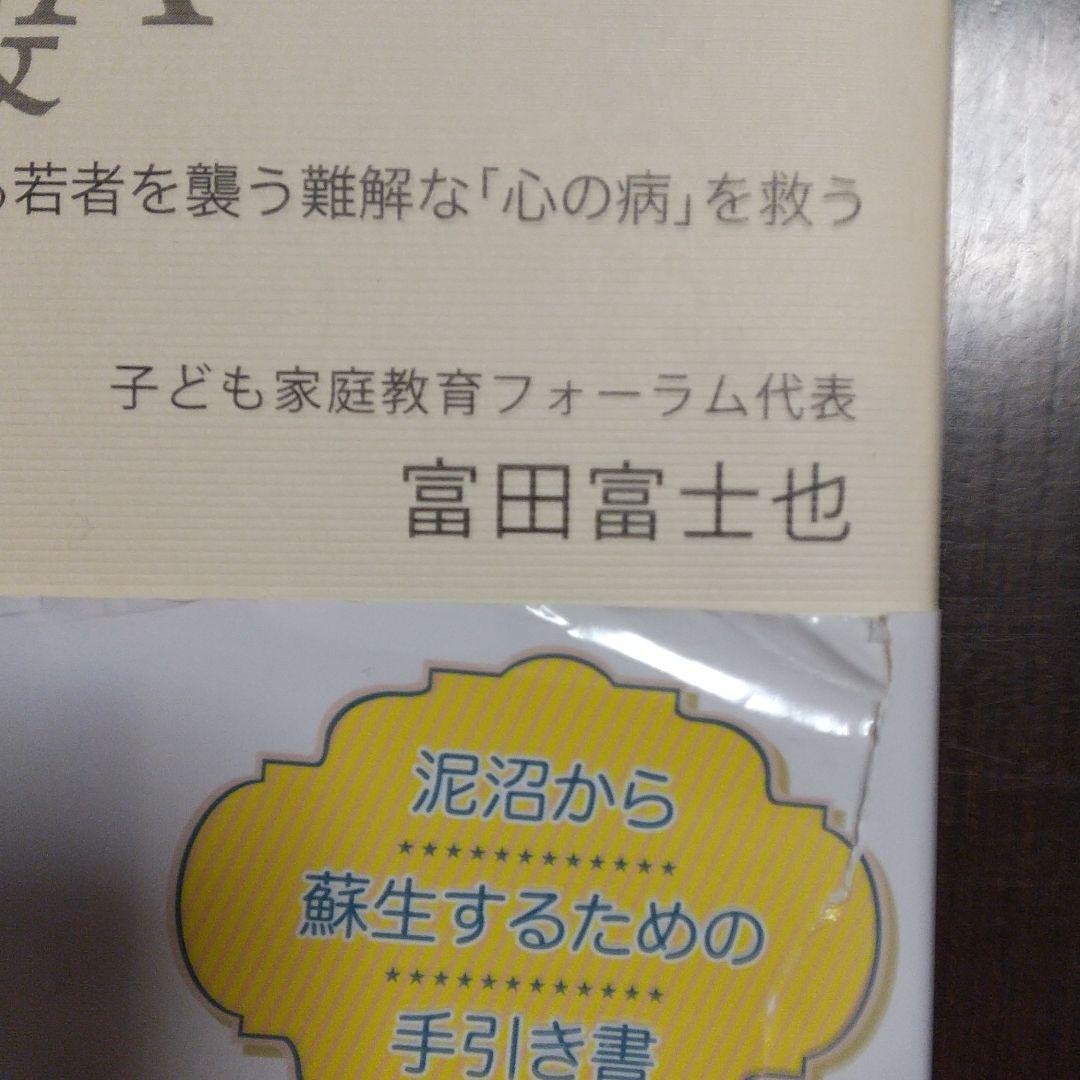 若者を襲う難解な「心の病」を救う
子ども家庭教育フォーラム代表
富田富士也
泥沼から
蘇生するための
手引き書